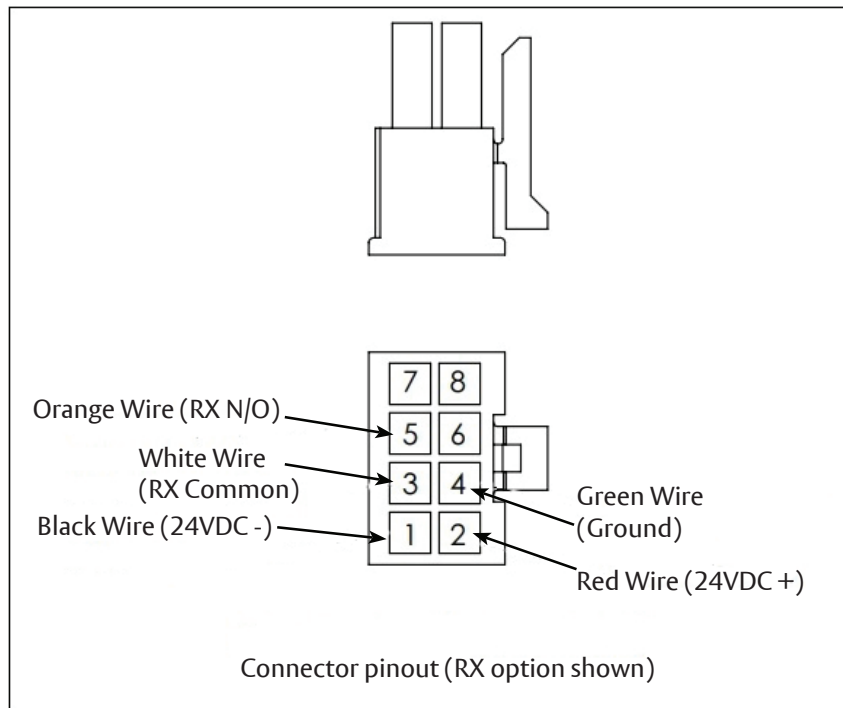 7 8
Orange Wire (RX N/O)
5 6
White Wire
(RX Common)
3 4
Green Wire
(Ground)
Black Wire (24VDC -)
1 2
Red Wire (24VDC +)
Connector pinout (RX option shown)